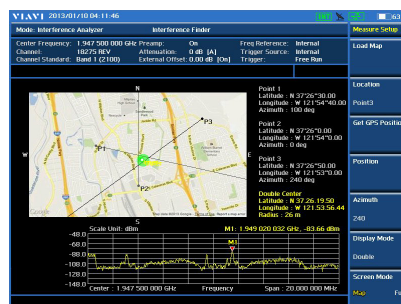 VIAVI 2013/01/10 04:11:46
Mode: Interference Analyzer Interference Finder
Measure Setup
Center Frequency: 1.947 500 000 GHz Preamp: On Freq Reference: Internal
Channel: 18275 REV Attenuation: 0 dB [A] Trigger Source: Internal
Channel Standard: Band 1 (2100) External Offset: 0.00 dB [On] Trigger: Free Run
Load Map
Location
Point3
Get GPS Positio
Position
Azimuth
240
Display Mode
Double
Screen Mode
Map Fu
N
W
E
S
P1
P2
P3
Google
Point 1
Latitude : N 37°26"30.00
Longitude : W 121°54"40.00
Azimuth : 100 deg
Point 2
Latitude : N 37°26"0.00
Longitude : W 121°54"0.00
Azimuth : 0 deg
Point 3
Latitude : N 37°26"50.00
Longitude : W 121°53"0.00
Azimuth : 240 deg
Double Center
Latitude : N 37.26.19.50
Longitude : W 121.53.56.44
Radius : 26 m
Scale Unit: dBm M1: 1.949 020 032 GHz, -83.66 dBm
M1
-48.0
-68.0
-88.0
-108.0
-128.0
-148.0
Center : 1.947 500 000 GHz Frequency Span : 20.000 000 MHz